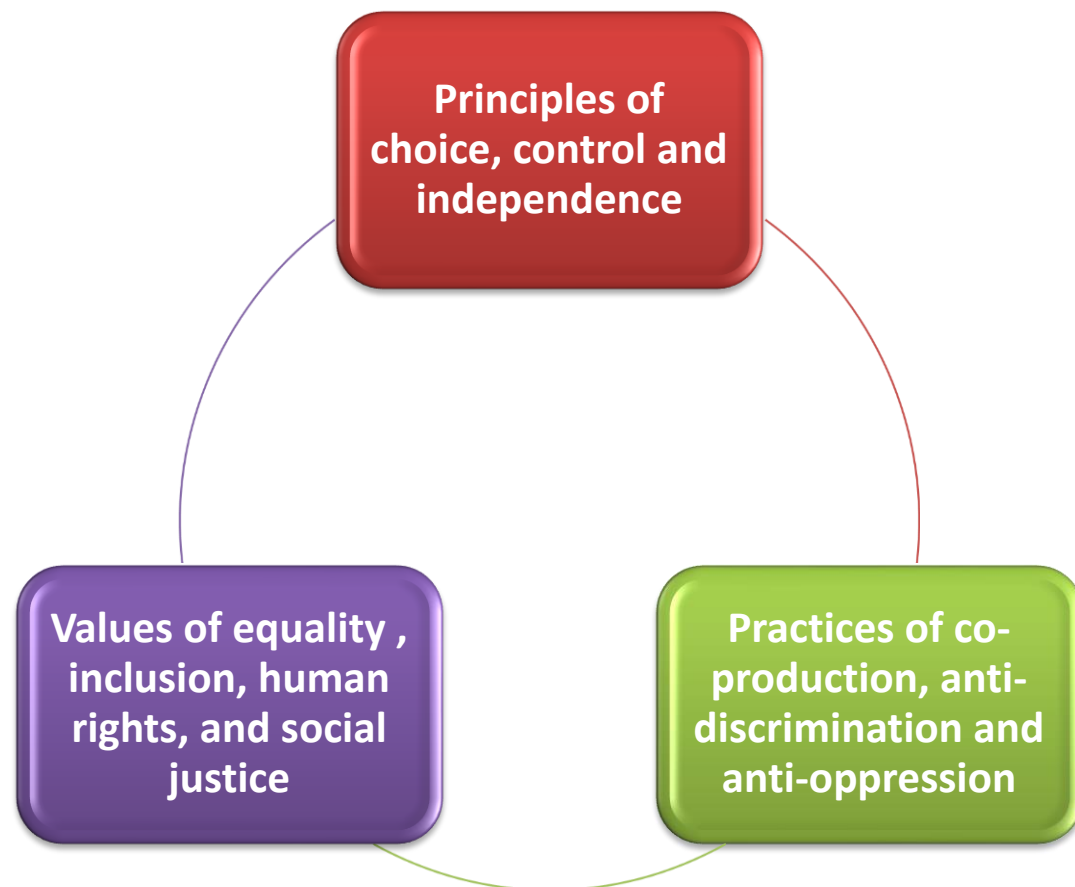 Principles of
choice, control and
independence
Values of equality ,
inclusion, human
rights, and social
justice
Practices of co-
production, anti-
discrimination and
anti-oppression